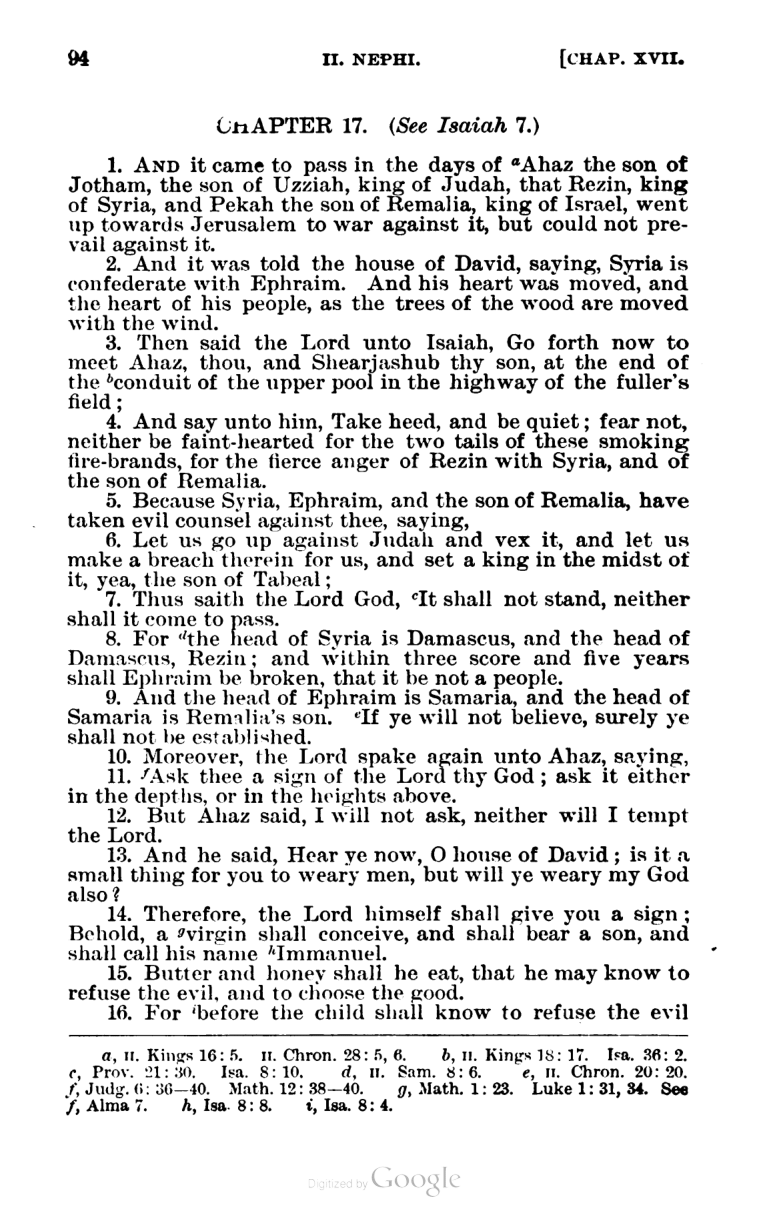 94 II. NEPHI. [CHAP. XVII.
CHAPTER 17. (See Isaiah 7.)
1. AND it came to pass in the days of aAhaz the son of
Jotham, the son of Uzziah, king of Judah, that Rezin, king
of Syria, and Pekah the son of Remalia, king of Israel, went
up towards Jerusalem to war against it, but could not pre-
vail against it.
2. And it was told the house of David, saying, Syria is
confederate with Ephraim. And his heart was moved, and
the heart of his people, as the trees of the wood are moved
with the wind.
3. Then said the Lord unto Isaiah, Go forth now to
meet Ahaz, thou, and Shearjashub thy son, at the end of
the bconduit of the upper pool in the highway of the fuller's
field;
4. And say unto him, Take heed, and be quiet; fear not,
neither be faint-hearted for the two tails of these smoking
fire-brands, for the fierce anger of Rezin with Syria, and of
the son of Remalia.
5. Because Syria, Ephraim, and the son of Remalia, have
taken evil counsel against thee, saying,
6. Let us go up against Judah and vex it, and let us
make a breach therein for us, and set a king in the midst of
it, yea, the son of Tabeal;
7. Thus saith the Lord God, cIt shall not stand, neither
shall it come to pass.
8. For dthe head of Syria is Damascus, and the head of
Damascus, Rezin; and within three score and five years
shall Ephraim be broken, that it be not a people.
9. And the head of Ephraim is Samaria, and the head of
Samaria is Remalia's son. eIf ye will not believe, surely ye
shall not be established.
10. Moreover, the Lord spake again unto Ahaz, saying,
11. fAsk thee a sign of the Lord thy God; ask it either
in the depths, or in the heights above.
12. But Ahaz said, I will not ask, neither will I tempt
the Lord.
13. And he said, Hear ye now, O house of David; is it a
small thing for you to weary men, but will ye weary my God
also?
14. Therefore, the Lord himself shall give you a sign;
Behold, a gvirgin shall conceive, and shall bear a son, and
shall call his name hImmanuel.
15. Butter and honey shall he eat, that he may know to
refuse the evil, and to choose the good.
16. For ibefore the child shall know to refuse the evil
a, II. Kings 16: 5. II. Chron. 28: 5, 6. b, II. Kings 18: 17. Isa. 36: 2.
c, Prov. 21: 30. Isa. 8: 10. d, II. Sam. 8: 6. e, II. Chron. 20: 20.
f, Judg. 6: 36—40. Math. 12: 38—40. g, Math. 1: 23. Luke 1: 31, 34. See
f, Alma 7. h, Isa. 8: 8. i, Isa. 8: 4.
Digitized by Google